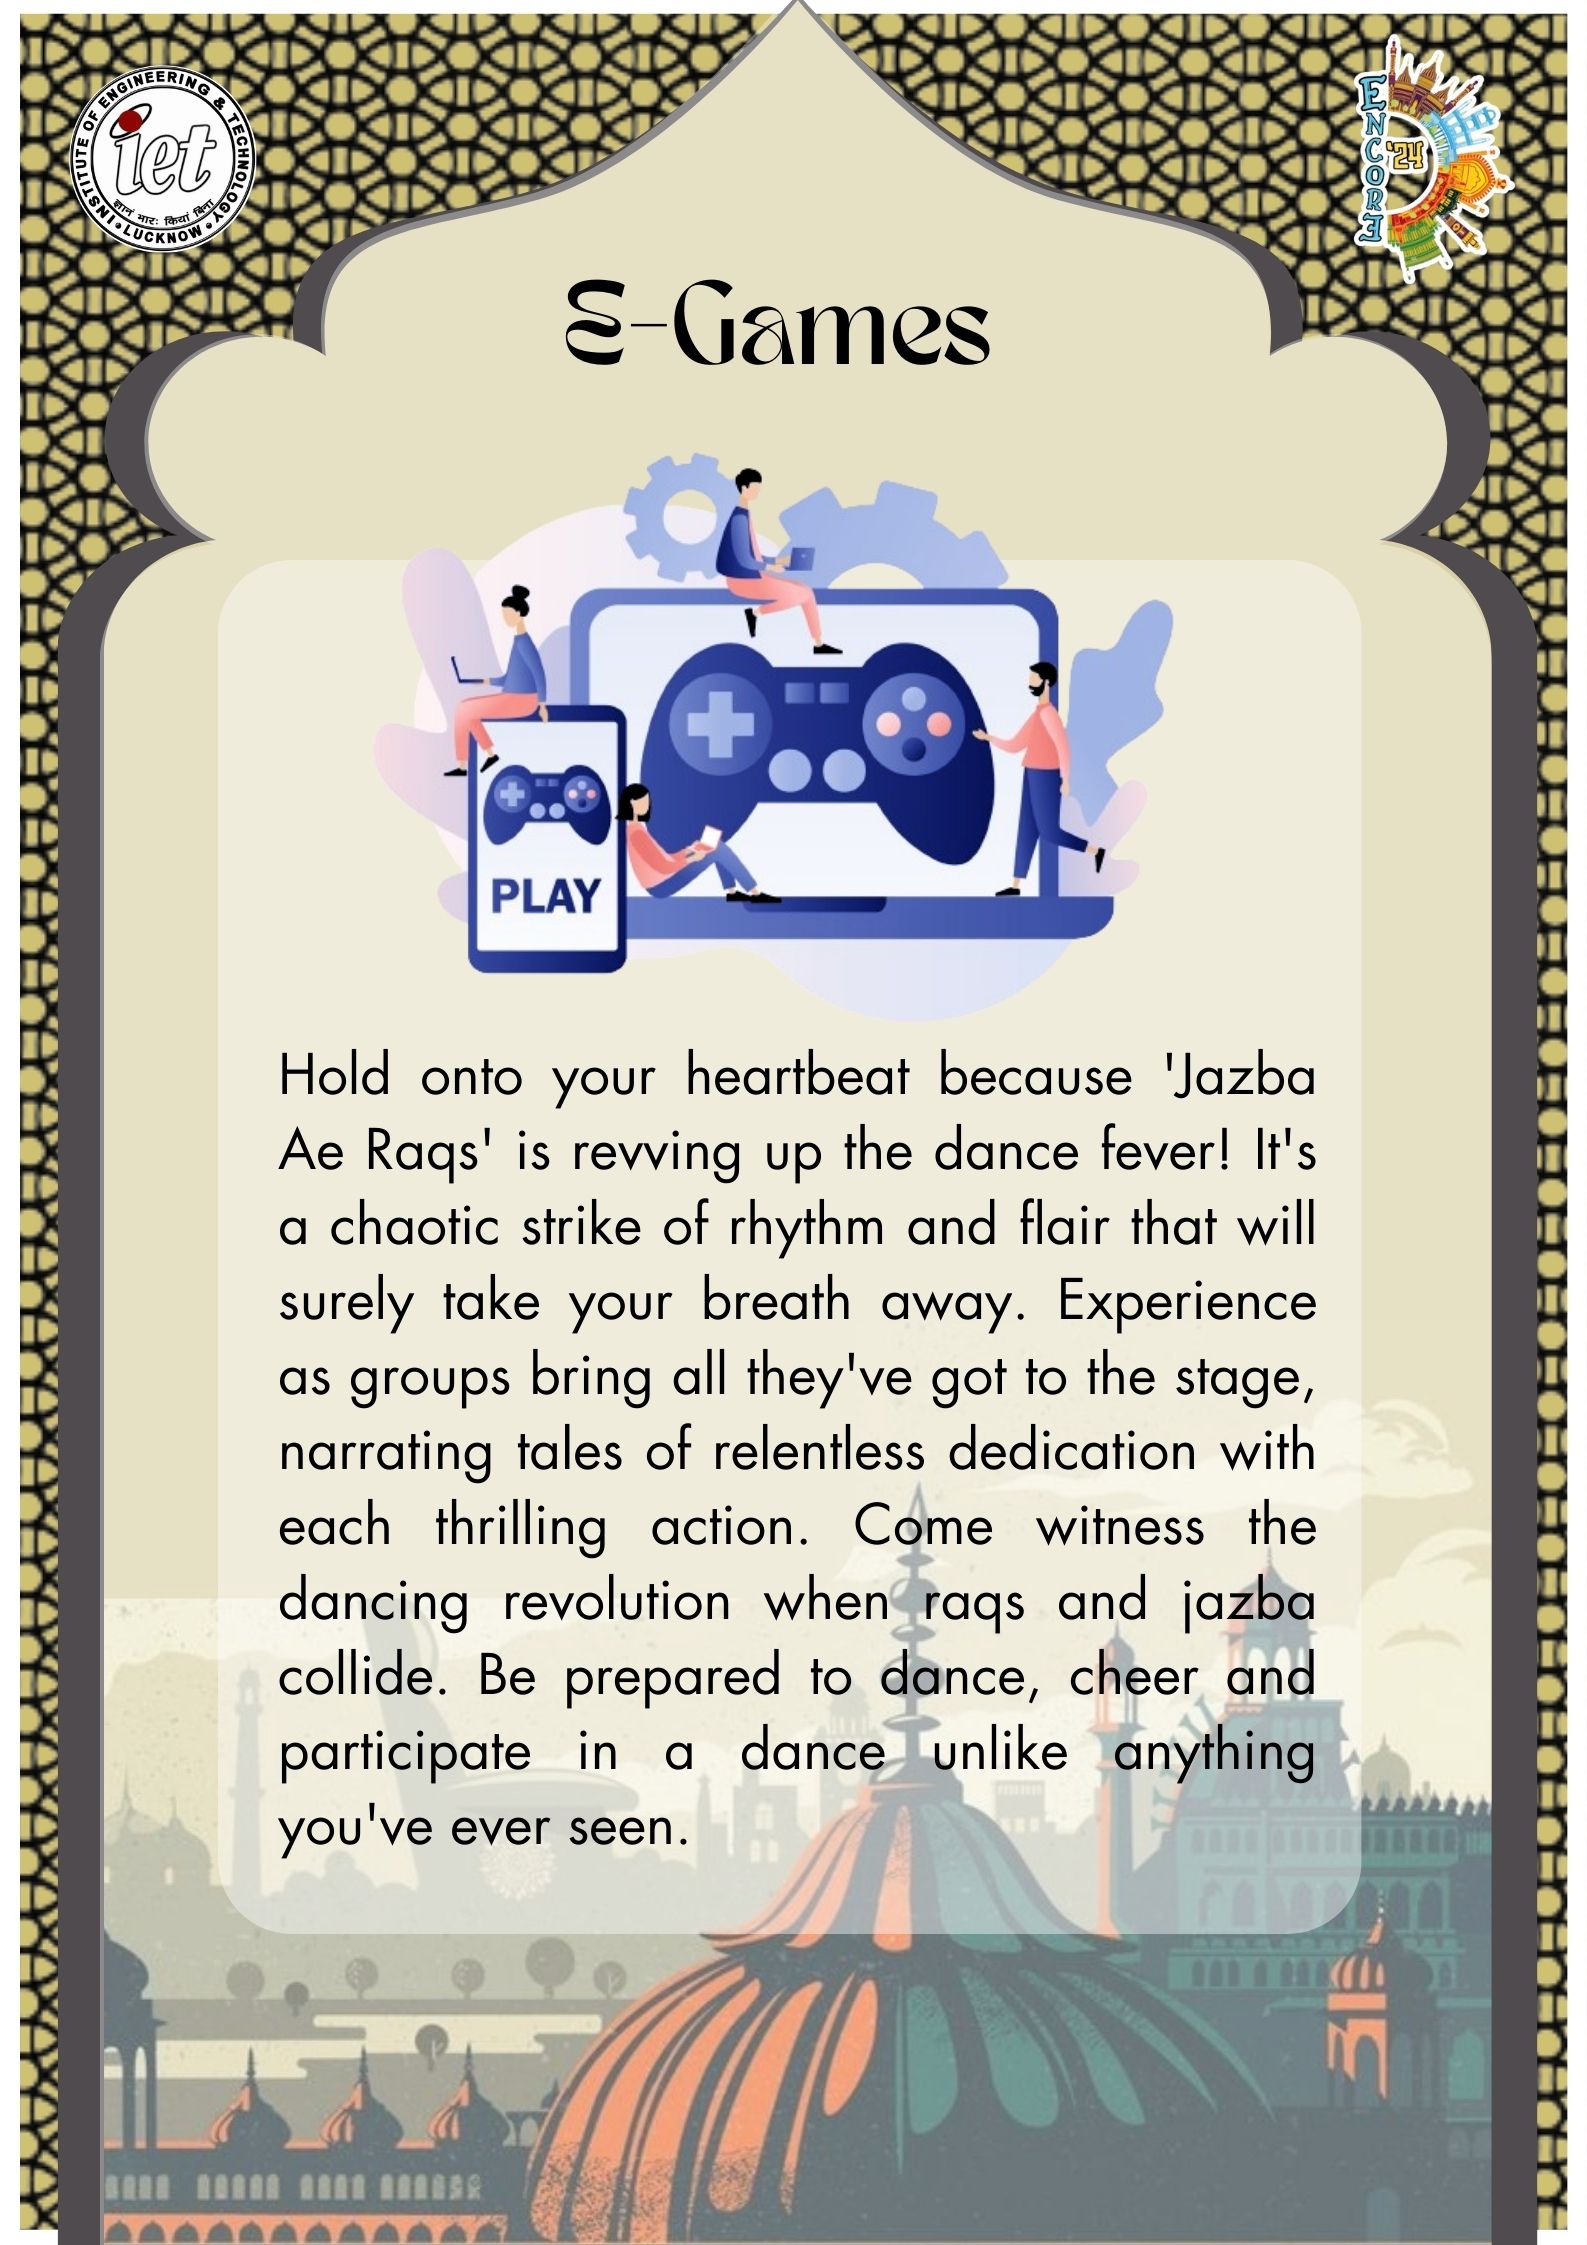 INSTITUTE OF ENGINEERING & TECHNOLOGY
iet
LUCKNOW
ENCORE
'24
E-Games
PLAY
Hold onto your heartbeat because 'Jazba
Ae Raqs' is revving up the dance fever! It's
a chaotic strike of rhythm and flair that will
surely take your breath away. Experience
as groups bring all they've got to the stage,
narrating tales of relentless dedication with
each thrilling action. Come witness the
dancing revolution when raqs and jazba
collide. Be prepared to dance, cheer and
participate in a dance unlike anything
you've ever seen.